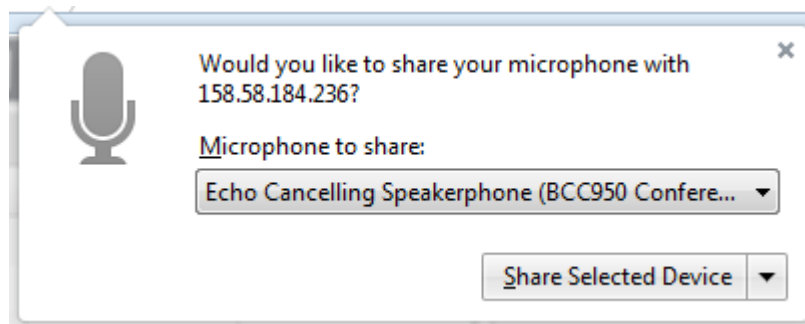 Would you like to share your microphone with
158.58.184.236?
Microphone to share:
Echo Cancelling Speakerphone (BCC950 Confere...
Share Selected Device